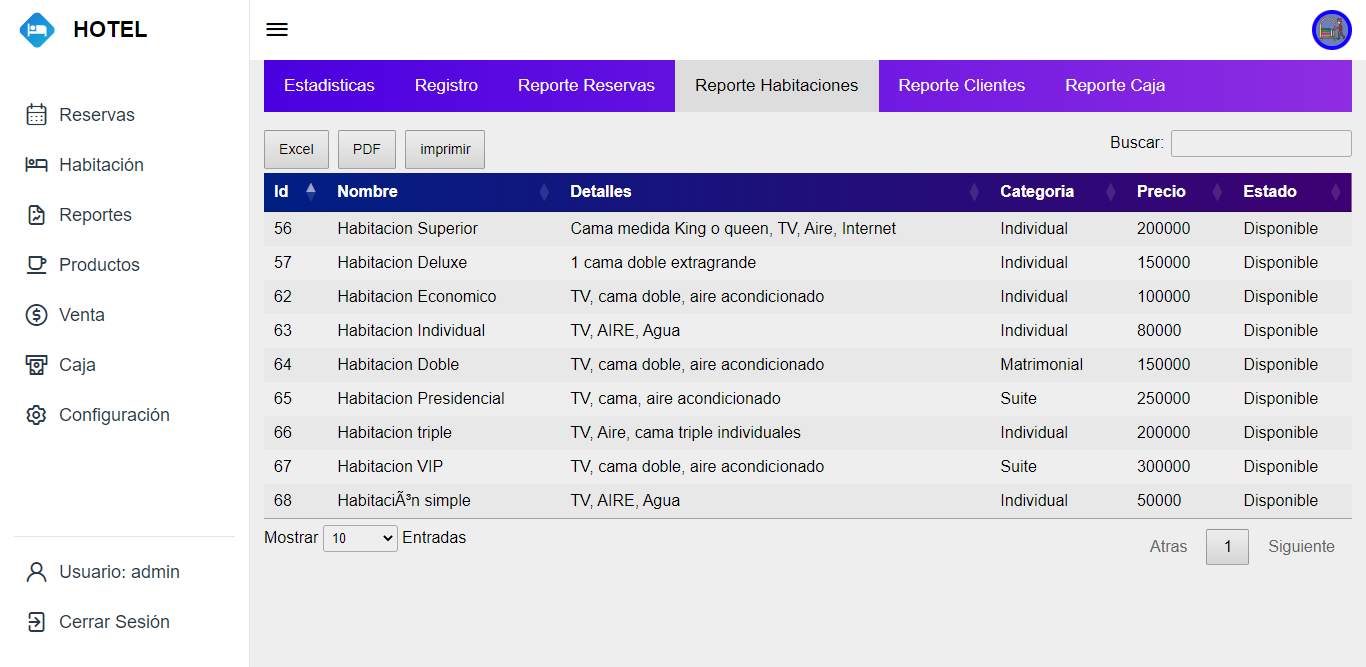 HOTEL
Reservas
Habitación
Reportes
Productos
Venta
Caja
Configuración
Usuario: admin
Cerrar Sesión
Estadisticas Registro Reporte Reservas Reporte Habitaciones Reporte Clientes Reporte Caja
Excel PDF imprimir Buscar:
Id Nombre Detalles Categoria Precio Estado
56 Habitacion Superior Cama medida King o queen, TV, Aire, Internet Individual 200000 Disponible
57 Habitacion Deluxe 1 cama doble extragrande Individual 150000 Disponible
62 Habitacion Economico TV, cama doble, aire acondicionado Individual 100000 Disponible
63 Habitacion Individual TV, AIRE, Agua Individual 80000 Disponible
64 Habitacion Doble TV, cama doble, aire acondicionado Matrimonial 150000 Disponible
65 Habitacion Presidencial TV, cama, aire acondicionado Suite 250000 Disponible
66 Habitacion triple TV, Aire, cama triple individuales Individual 200000 Disponible
67 Habitacion VIP TV, cama doble, aire acondicionado Suite 300000 Disponible
68 HabitaciÃ³n simple TV, AIRE, Agua Individual 50000 Disponible
Mostrar 10 Entradas
Atras 1 Siguiente